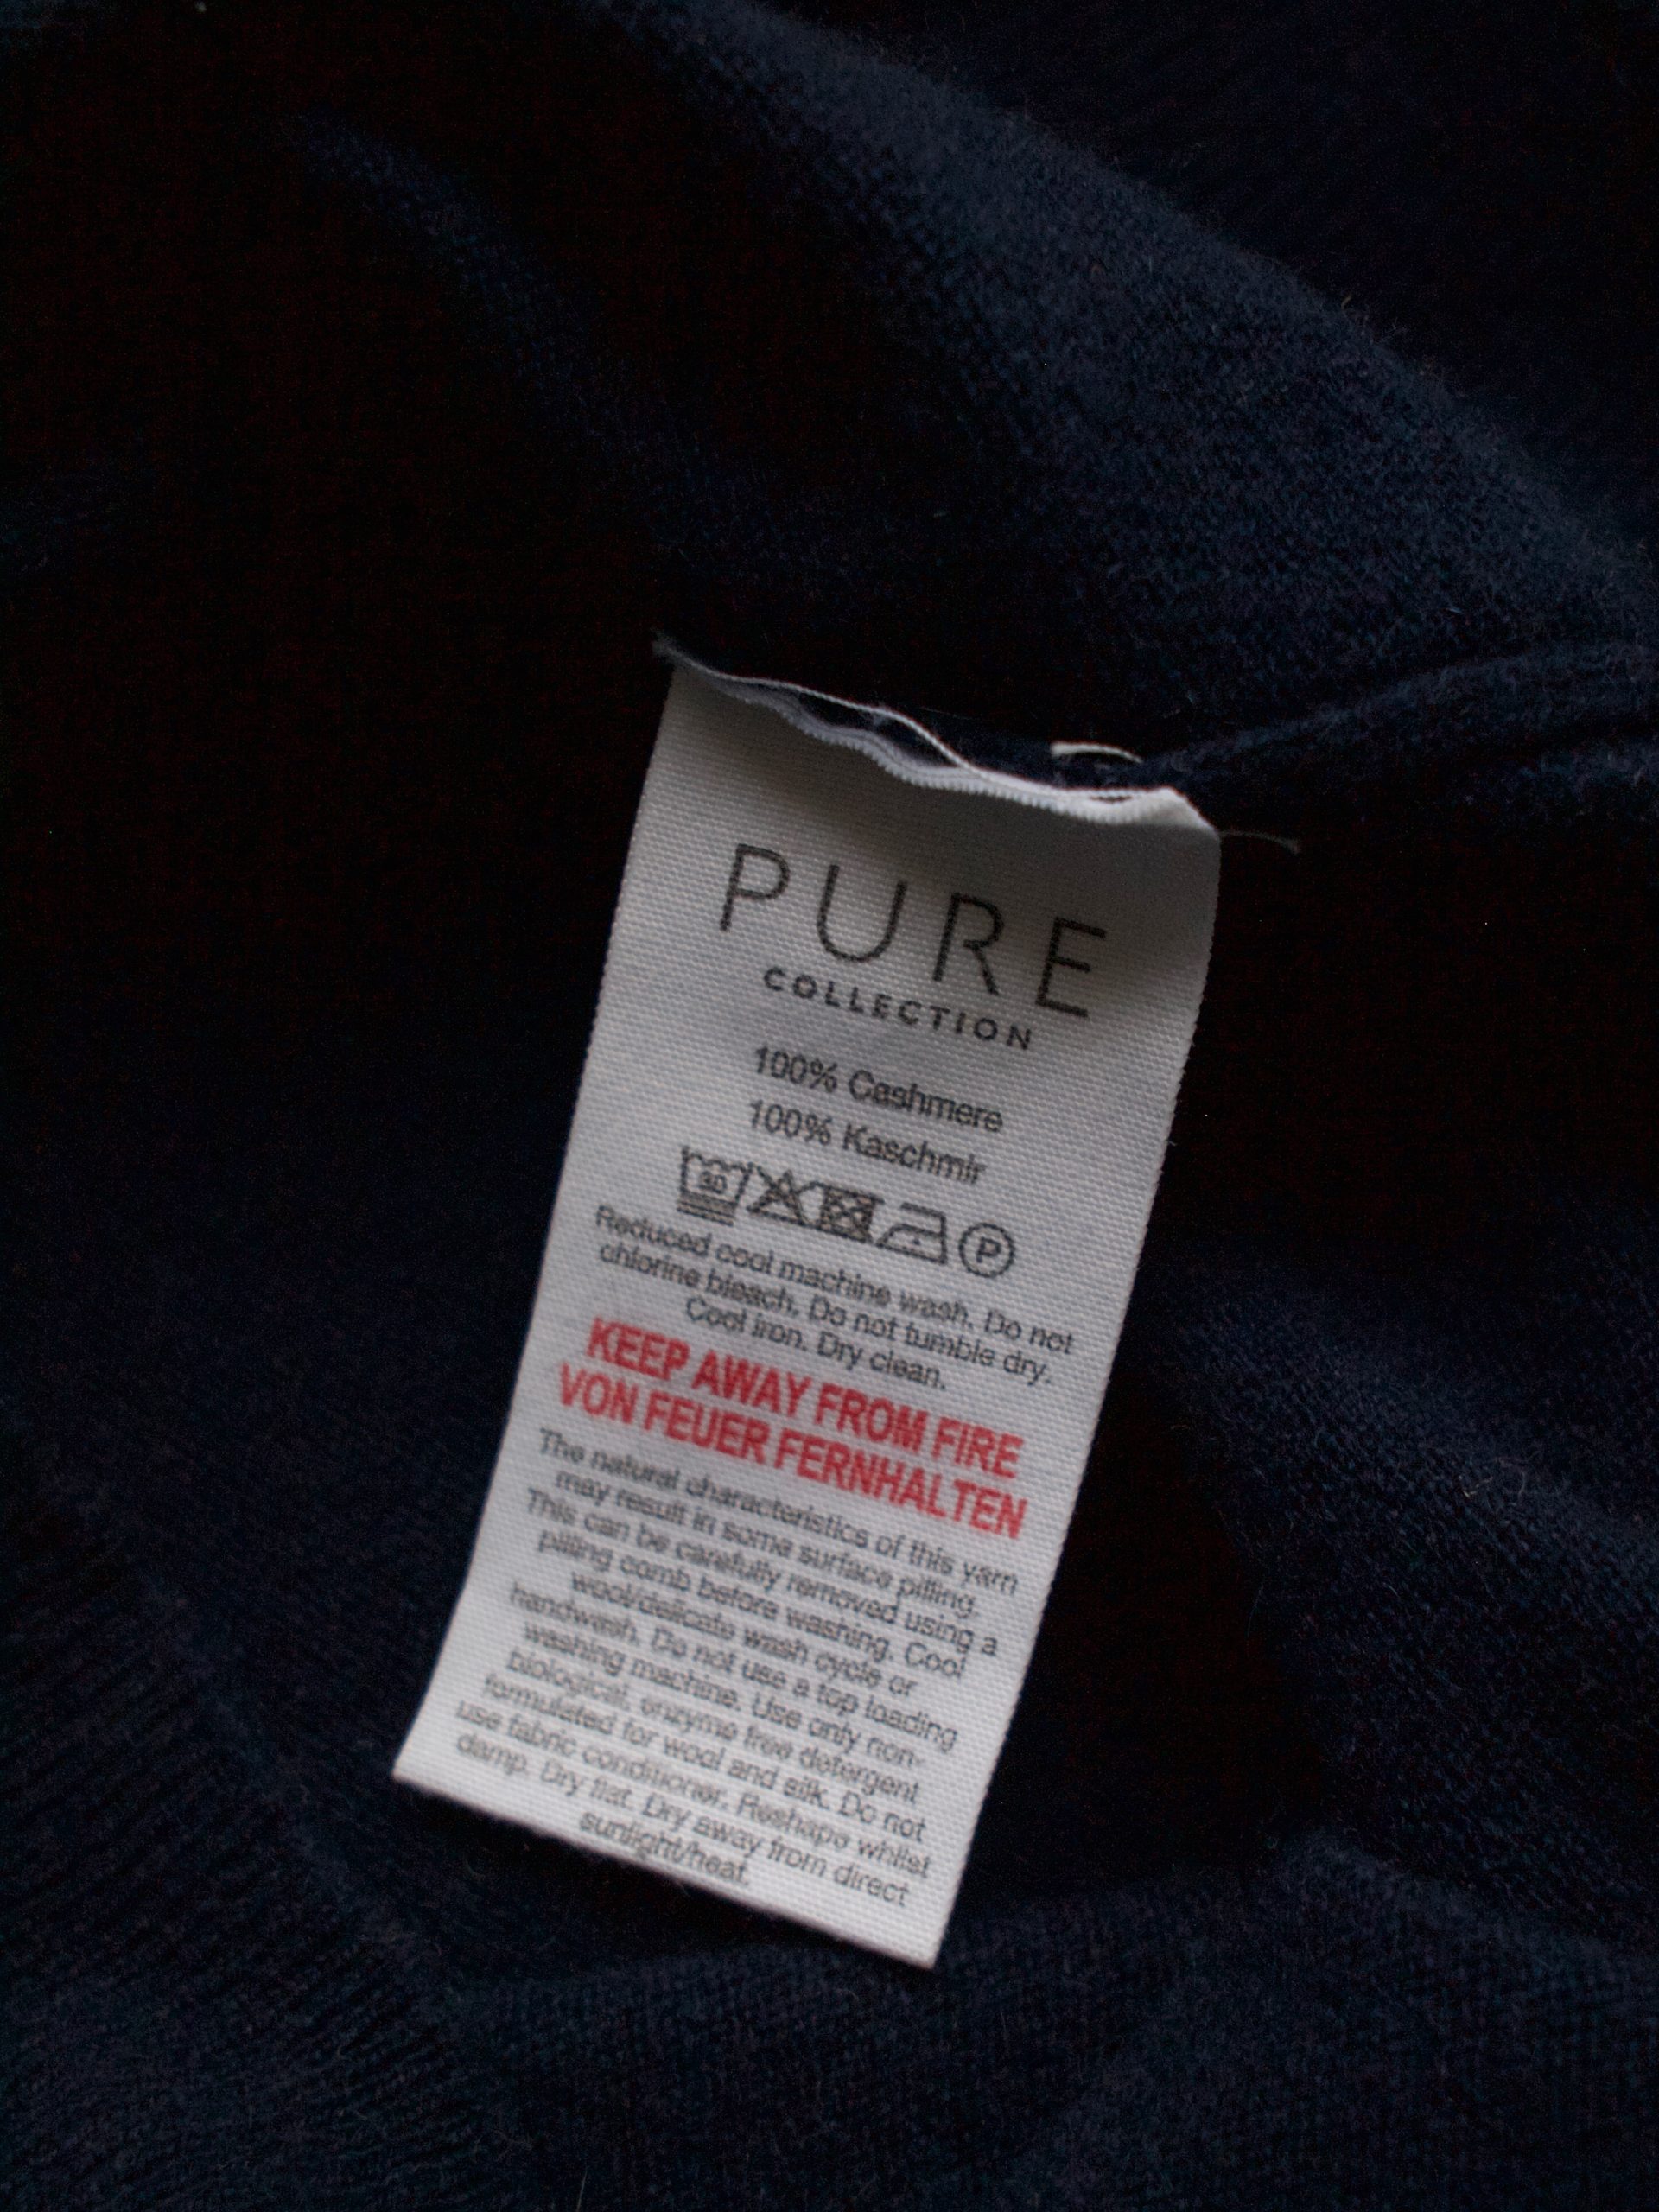 PURE
COLLECTION
100% Cashmere
100% Kaschmir
30
P
Reduced cool machine wash. Do not
chlorine bleach. Do not tumble dry.
Cool iron. Dry clean.
KEEP AWAY FROM FIRE
VON FEUER FERNHALTEN
The natural characteristics of this yarn
may result in some surface pilling.
This can be carefully removed using a
pilling comb before washing. Cool
wool/delicate wash cycle or
handwash. Do not use a top loading
washing machine. Use only non-
biological, enzyme free detergent
formulated for wool and silk. Do not
use fabric conditioner. Reshape whilst
damp. Dry flat. Dry away from direct
sunlight/heat.